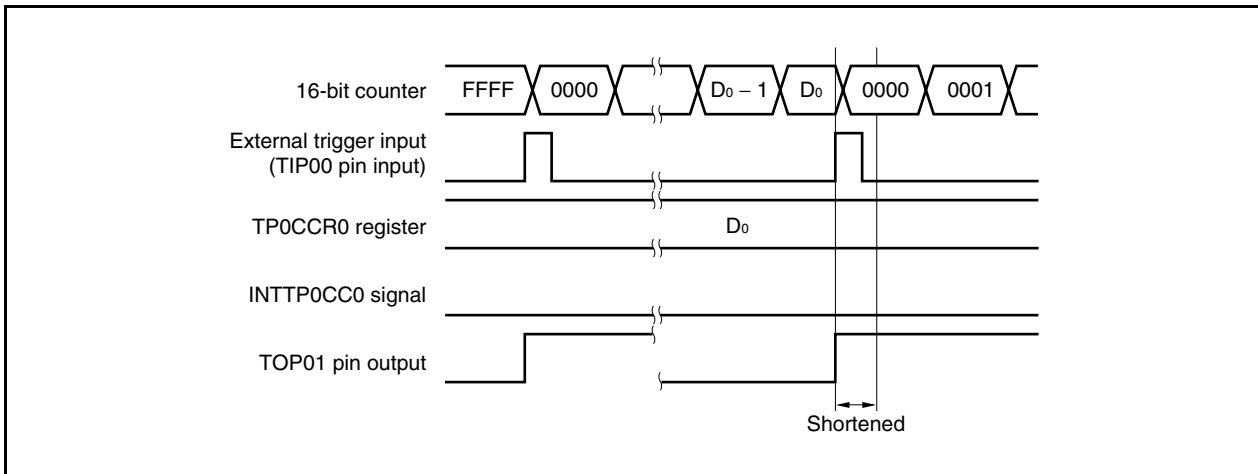 16-bit counter FFFF 0000 D0 − 1 D0 0000 0001
External trigger input
(TIP00 pin input)
TP0CCR0 register D0
INTTP0CC0 signal
TOP01 pin output
Shortened